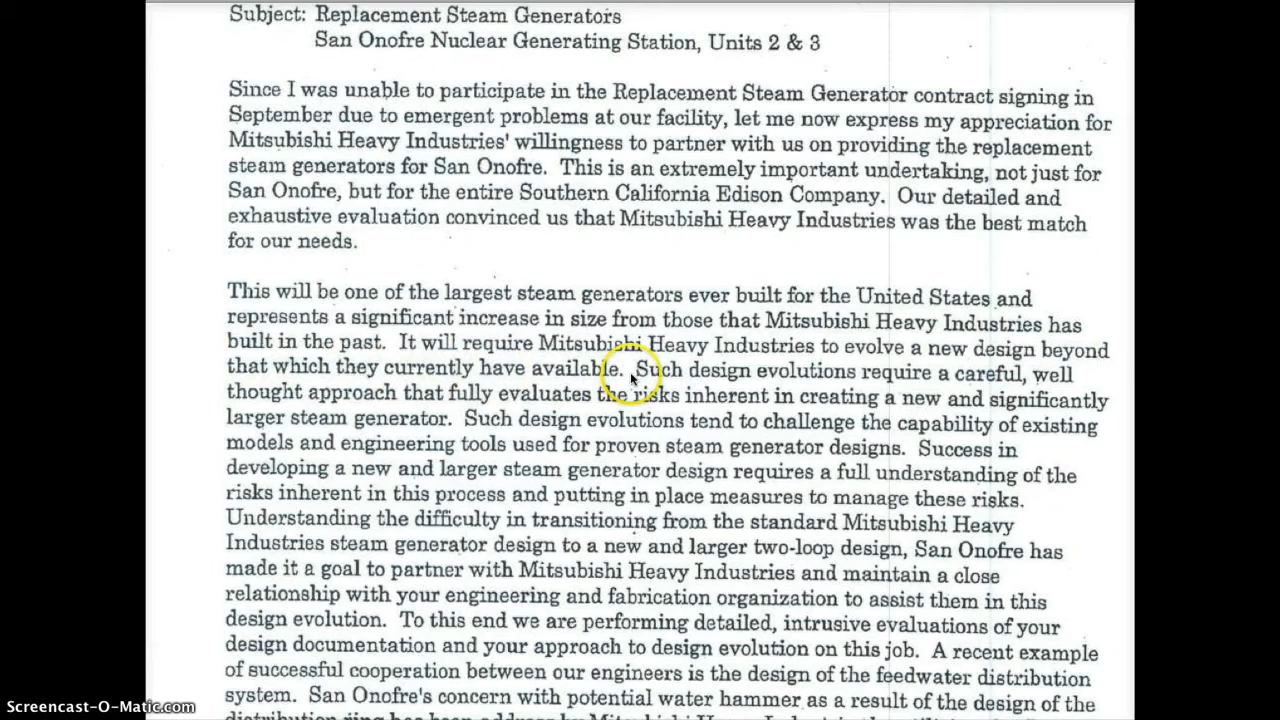 Subject: Replacement Steam Generators
San Onofre Nuclear Generating Station, Units 2 & 3
Since I was unable to participate in the Replacement Steam Generator contract signing in
September due to emergent problems at our facility, let me now express my appreciation for
Mitsubishi Heavy Industries' willingness to partner with us on providing the replacement
steam generators for San Onofre. This is an extremely important undertaking, not just for
San Onofre, but for the entire Southern California Edison Company. Our detailed and
exhaustive evaluation convinced us that Mitsubishi Heavy Industries was the best match
for our needs.
This will be one of the largest steam generators ever built for the United States and
represents a significant increase in size from those that Mitsubishi Heavy Industries has
built in the past. It will require Mitsubishi Heavy Industries to evolve a new design beyond
that which they currently have available. Such design evolutions require a careful, well
thought approach that fully evaluates the risks inherent in creating a new and significantly
larger steam generator. Such design evolutions tend to challenge the capability of existing
models and engineering tools used for proven steam generator designs. Success in
developing a new and larger steam generator design requires a full understanding of the
risks inherent in this process and putting in place measures to manage these risks.
Understanding the difficulty in transitioning from the standard Mitsubishi Heavy
Industries steam generator design to a new and larger two-loop design, San Onofre has
made it a goal to partner with Mitsubishi Heavy Industries and maintain a close
relationship with your engineering and fabrication organization to assist them in this
design evolution. To this end we are performing detailed, intrusive evaluations of your
design documentation and your approach to design evolution on this job. A recent example
of successful cooperation between our engineers is the design of the feedwater distribution
system. San Onofre's concern with potential water hammer as a result of the design of the
Screencast-O-Matic.com